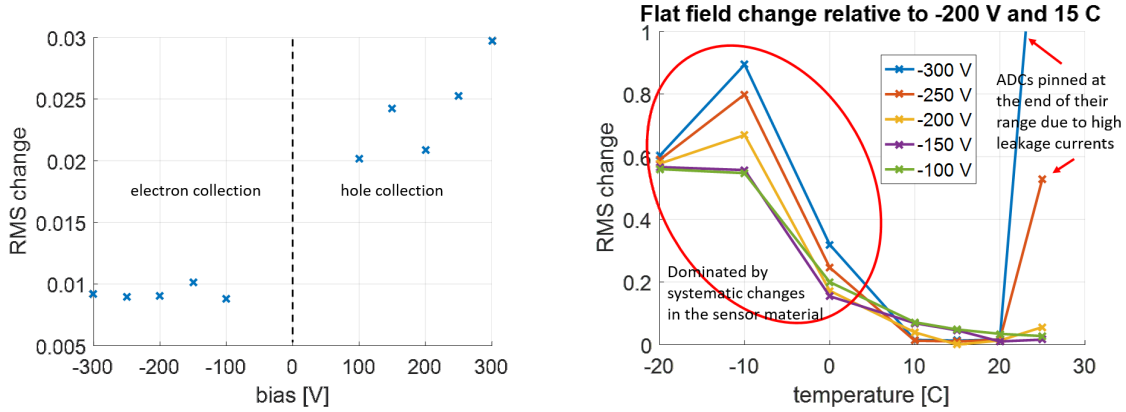 0.03
0.025
0.02
0.015
0.01
0.005
RMS change
electron collection
hole collection
-300 -200 -100 0 100 200 300
bias [V]
Flat field change relative to -200 V and 15 C
1
0.8
0.6
0.4
0.2
0
RMS change
-300 V
-250 V
-200 V
-150 V
-100 V
ADCs pinned at
the end of their
range due to high
leakage currents
Dominated by
systematic changes
in the sensor material
-20 -10 0 10 20 30
temperature [C]